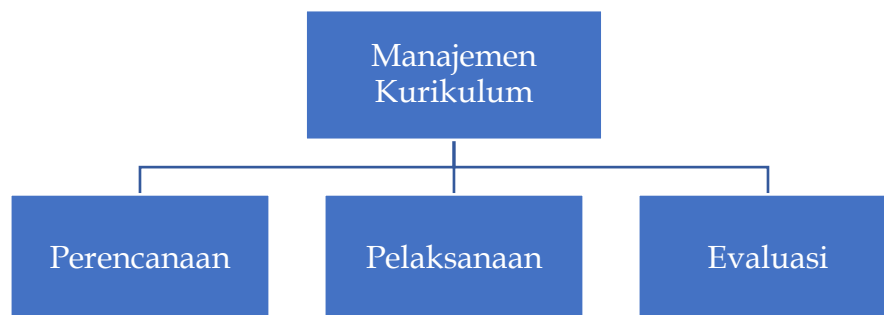 Manajemen
Kurikulum
Perencanaan
Pelaksanaan
Evaluasi